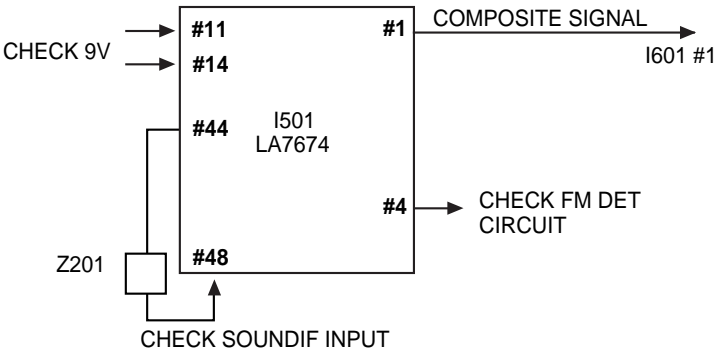 COMPOSITE SIGNAL
#11
#1
CHECK 9V
I601 #1
#14
I501
#44
LA7674
#4
CHECK FM DET
CIRCUIT
Z201
#48
CHECK SOUNDIF INPUT